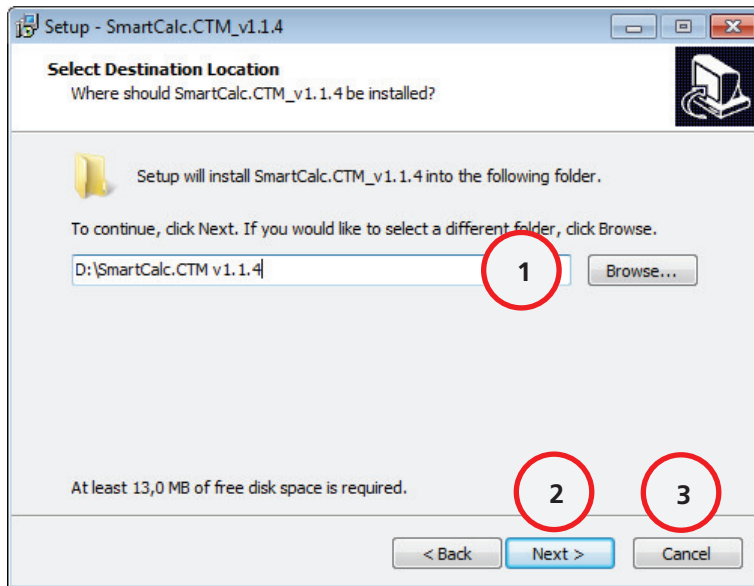 Setup - SmartCalc.CTM_v1.1.4
Select Destination Location
Where should SmartCalc.CTM_v1.1.4 be installed?
Setup will install SmartCalc.CTM_v1.1.4 into the following folder.
To continue, click Next. If you would like to select a different folder, click Browse.
D:\SmartCalc.CTM v1.1.4 1 Browse...
At least 13,0 MB of free disk space is required.
2 3
< Back Next > Cancel